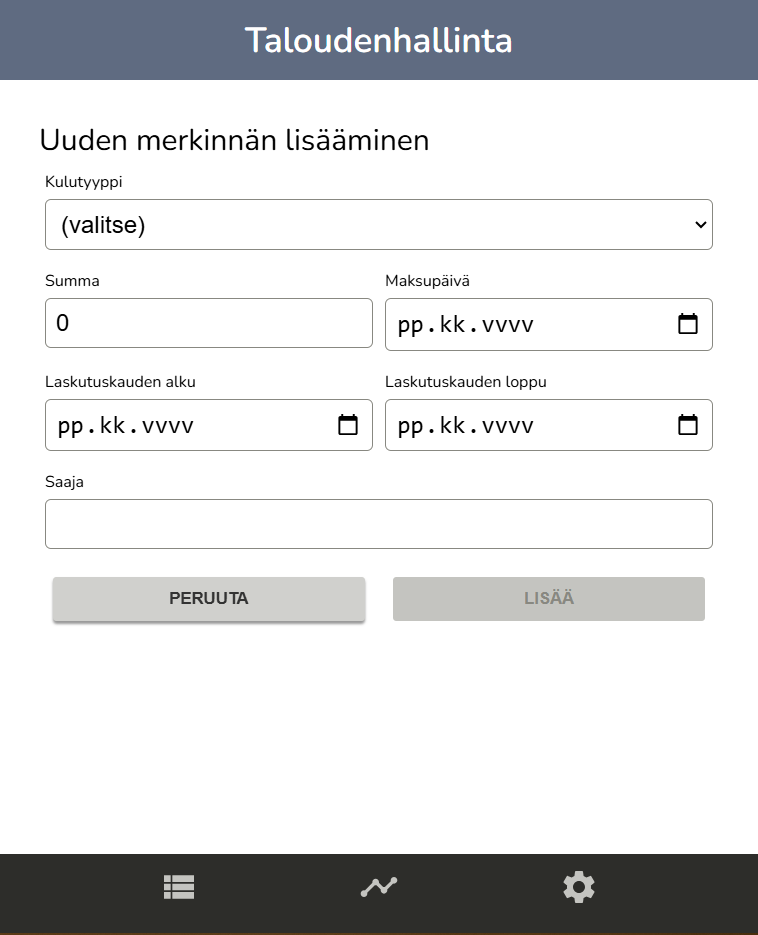 Taloudenhallinta
Uuden merkinnän lisääminen
Kulutyyppi
(valitse)
Summa
Maksupäivä
0
pp.kk.vvvv
Laskutuskauden alku
Laskutuskauden loppu
pp.kk.vvvv
pp.kk.vvvv
Saaja
PERUUTA
LISÄÄ